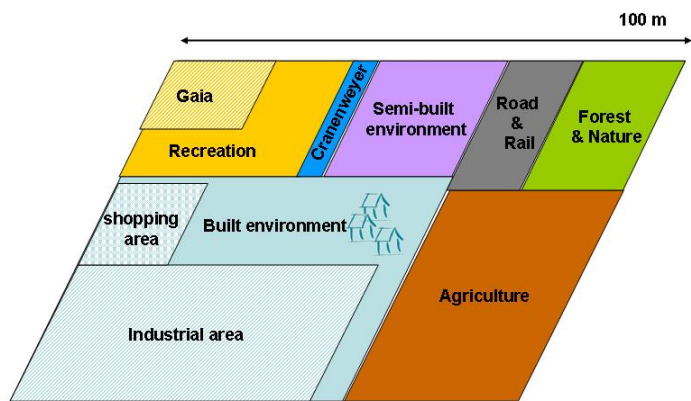 100 m
Gaia
Recreation
Cranenweyer
Semi-built
environment
Road
&
Rail
Forest
& Nature
shopping
area
Built environment
Industrial area
Agriculture